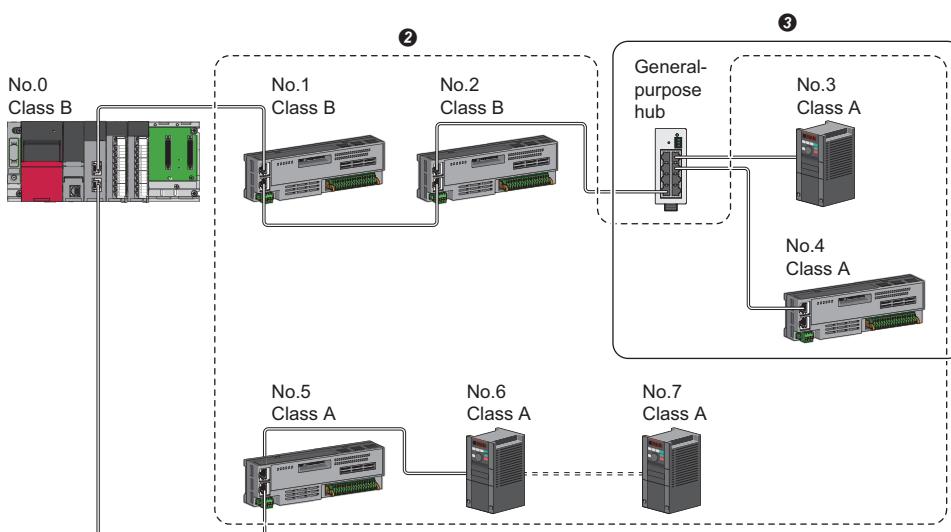 ❸
❷
General-
purpose
hub
No.0
Class B
No.1
Class B
No.2
Class B
No.3
Class A
No.4
Class A
No.5
Class A
No.6
Class A
No.7
Class A